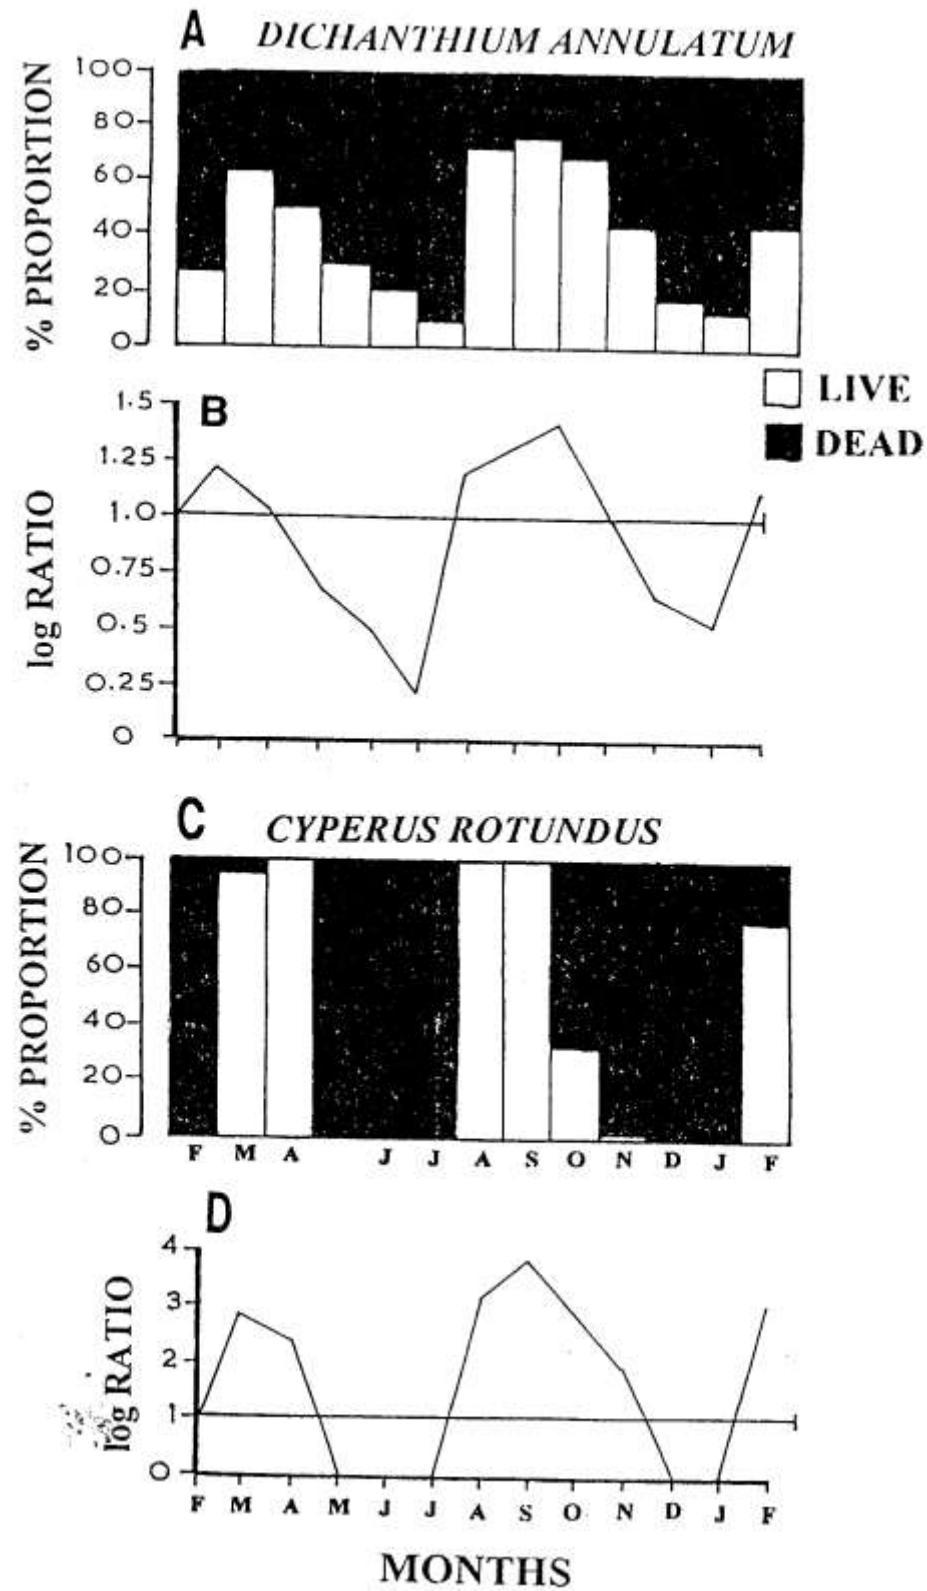 A DICHANTHIUM ANNULATUM
% PROPORTION
100
80
60
40
20
0
LIVE
DEAD
B
log RATIO
1.5
1.25
1.0
0.75
0.5
0.25
0
C CYPERUS ROTUNDUS
% PROPORTION
100
80
60
40
20
0
F M A J J A S O N D J F
D
log RATIO
4
3
2
1
0
F M A M J J A S O N D J F
MONTHS